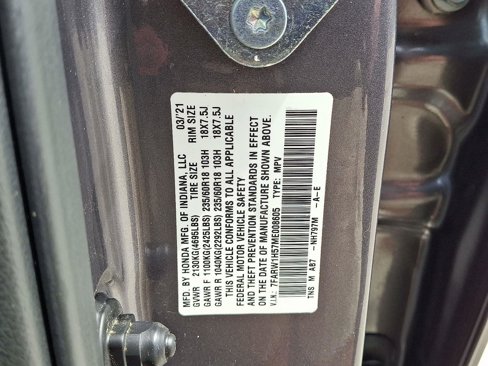 MFD. BY HONDA MFG. OF INDIANA, LLC 03/'21
GVWR 2130KG(4695LBS) TIRE SIZE RIM SIZE
GAWR F 1100KG(2425LBS) 235/60R18 103H 18X7.5J
GAWR R 1040KG(2292LBS) 235/60R18 103H 18X7.5J
THIS VEHICLE CONFORMS TO ALL APPLICABLE
FEDERAL MOTOR VEHICLE SAFETY
AND THEFT PREVENTION STANDARDS IN EFFECT
ON THE DATE OF MANUFACTURE SHOWN ABOVE.
V.I.N.: 7FARW1H57ME008605 TYPE: MPV
TNS M AB7 -NH797M -A-E